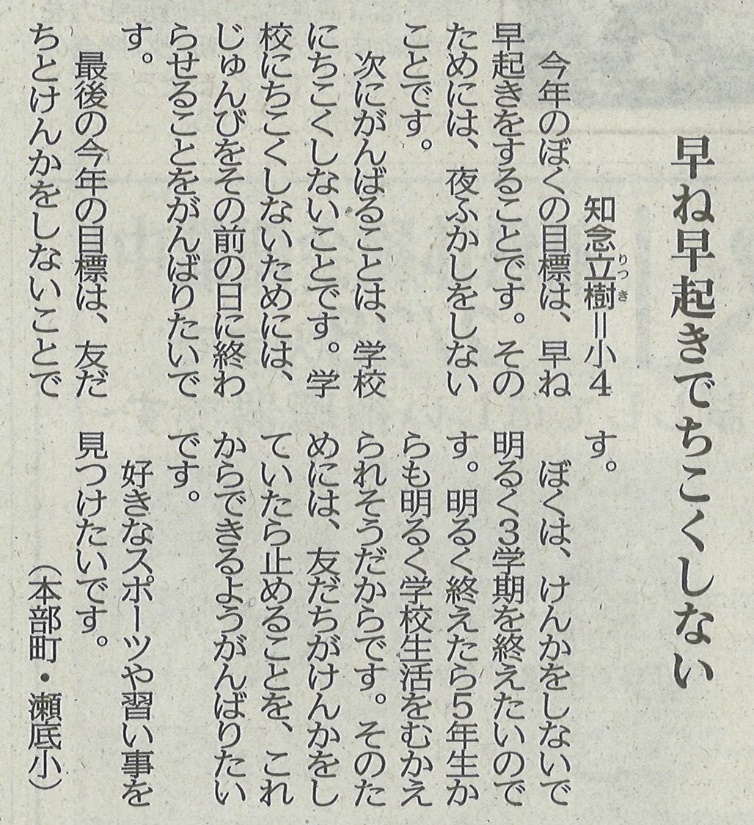 早ね早起きでちこくしない
知念立樹=小4
りつき
今年のぼくの目標は、早ね
早起きをすることです。その
ためには、夜ふかしをしない
ことです。
次にがんばることは、学校
にちこくしないことです。学
校にちこくしないためには、
じゅんびをその前の日に終わ
らせることをがんばりたいで
す。
最後の今年の目標は、友だ
ちとけんかをしないことで
す。
ぼくは、けんかをしないで
明るく3学期を終えたいので
す。明るく終えたら5年生か
らも明るく学校生活をむかえ
られそうだからです。そのた
めには、友だちがけんかをし
ていたら止めることを、これ
からできるようがんばりたい
です。
好きなスポーツや習い事を
見つけたいです。
(本部町・瀬底小)